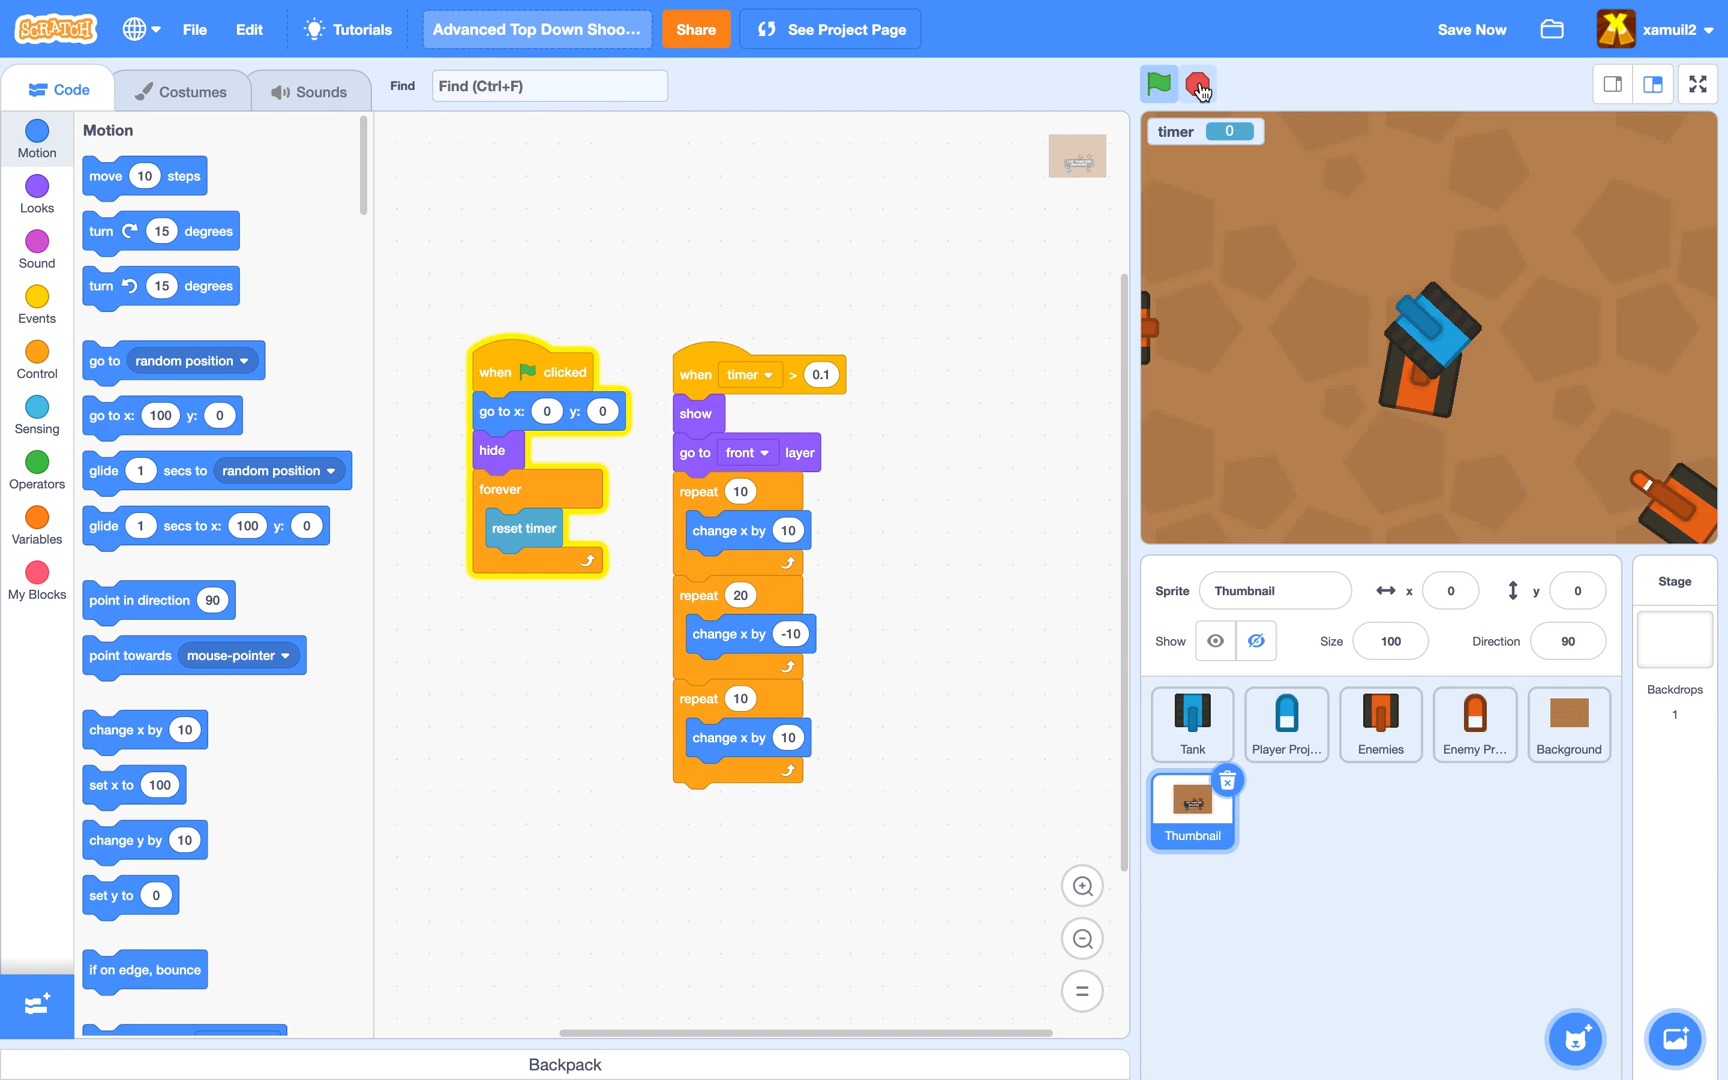 SCRATCH File Edit Tutorials Advanced Top Down Shoo... Share See Project Page Save Now xamuil2
Code Costumes Sounds Find Find (Ctrl+F)
Motion
Looks
Sound
Events
Control
Sensing
Operators
Variables
My Blocks
Motion
move 10 steps
turn 15 degrees
turn 15 degrees
go to random position
go to x: 100 y: 0
glide 1 secs to random position
glide 1 secs to x: 100 y: 0
point in direction 90
point towards mouse-pointer
change x by 10
set x to 100
change y by 10
set y to 0
if on edge, bounce
when clicked
go to x: 0 y: 0
hide
forever
reset timer
when timer > 0.1
show
go to front layer
repeat 10
change x by 10
repeat 20
change x by -10
repeat 10
change x by 10
Backpack
timer 0
Sprite Thumbnail x 0 y 0
Show Size 100 Direction 90
Tank Player Proj... Enemies Enemy Pr... Background
Thumbnail
Stage
Backdrops
1